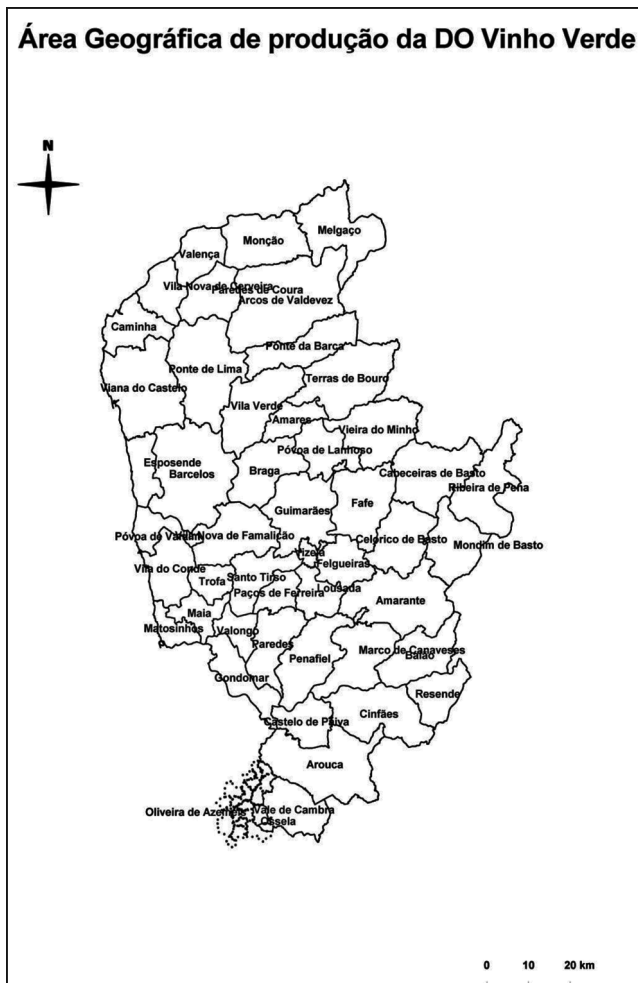 Área Geográfica de produção da DO Vinho Verde
N
Melgaço
Monção
Valença
Vila Nova de Cerveira
Paredes de Coura
Arcos de Valdevez
Caminha
Ponte da Barca
Ponte de Lima
Terras de Bouro
Viana do Castelo
Vila Verde
Amares
Vieira do Minho
Póvoa de Lanhoso
Esposende
Barcelos
Braga
Cabeceiras de Basto
Ribeira de Pena
Guimarães
Fafe
Póvoa de Varzim
Vila Nova de Famalicão
Celorico de Basto
Mondim de Basto
Vizela
Felgueiras
Vila do Conde
Trofa
Santo Tirso
Paços de Ferreira
Lousada
Amarante
Maia
Matosinhos
Valongo
Paredes
Penafiel
Marco de Canaveses
Baião
Gondomar
Resende
Cinfães
Castelo de Paiva
Arouca
Oliveira de Azeméis
Vale de Cambra
Ossela
0 10 20 km